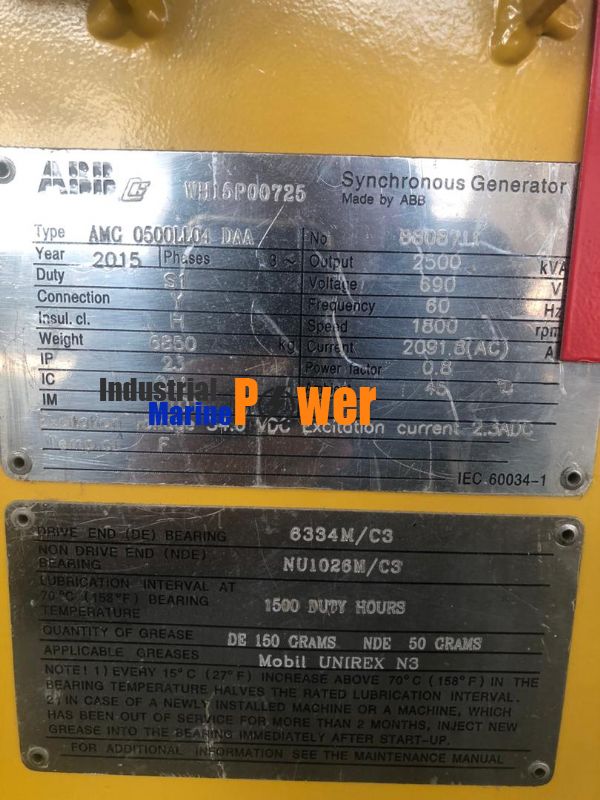 ABB CE WH15P00725 Synchronous Generator
Made by ABB
Type AMG 0500LL04 DAA No
Year 2015 Phases 3~ Output 2500 kVA
Duty S1 Voltage 690 V
Connection Y Frequency 60 Hz
Insul. cl. H Speed 1800 rpm
Weight 6850 kg Current 2091.8(AC) A
IP 23 Power factor 0.8
IC 45 °C
IM
Industrial Marine Power
Excitation VDC Excitation current 2.3ADC
F
IEC 60034-1
DRIVE END (DE) BEARING 6334M/C3
NON DRIVE END (NDE)
BEARING NU1026M/C3
LUBRICATION INTERVAL AT
70°C (158°F) BEARING
TEMPERATURE 1500 DUTY HOURS
QUANTITY OF GREASE DE 150 GRAMS NDE 50 GRAMS
APPLICABLE GREASES Mobil UNIREX N3
NOTE! 1) EVERY 15°C (27°F) INCREASE ABOVE 70°C (158°F) IN THE
BEARING TEMPERATURE HALVES THE RATED LUBRICATION INTERVAL.
2) IN CASE OF A NEWLY INSTALLED MACHINE OR A MACHINE, WHICH
HAS BEEN OUT OF SERVICE FOR MORE THAN 2 MONTHS, INJECT NEW
GREASE INTO THE BEARING IMMEDIATELY AFTER START-UP.
FOR ADDITIONAL INFORMATION SEE THE MAINTENANCE MANUAL